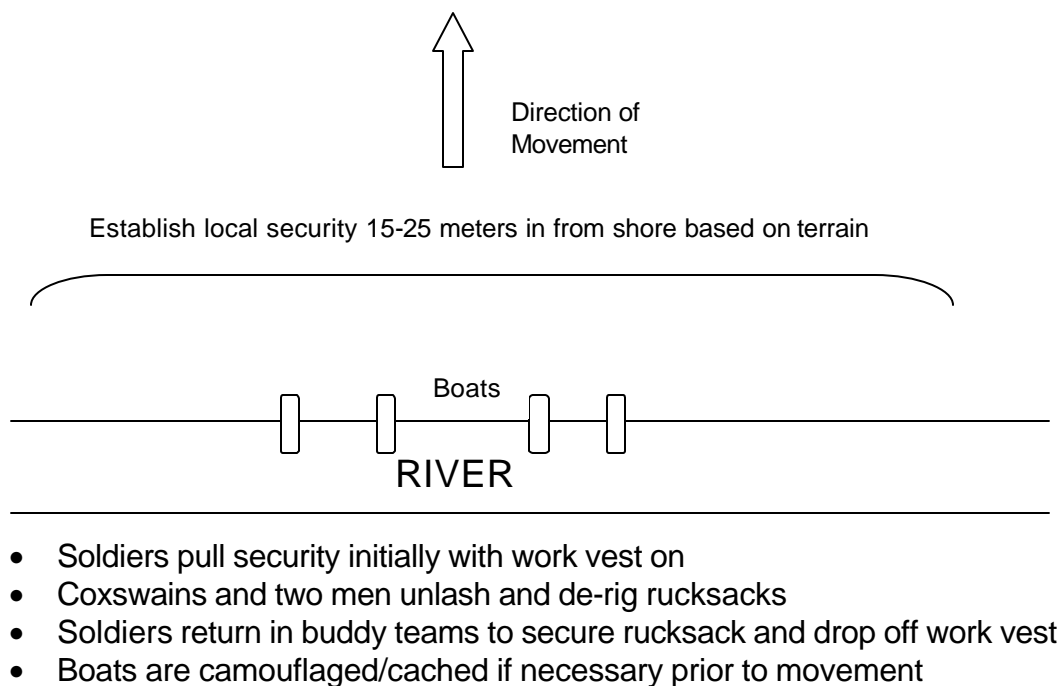 Direction of
Movement
Establish local security 15-25 meters in from shore based on terrain
Boats
RIVER
• Soldiers pull security initially with work vest on
• Coxswains and two men unlash and de-rig rucksacks
• Soldiers return in buddy teams to secure rucksack and drop off work vest
• Boats are camouflaged/cached if necessary prior to movement